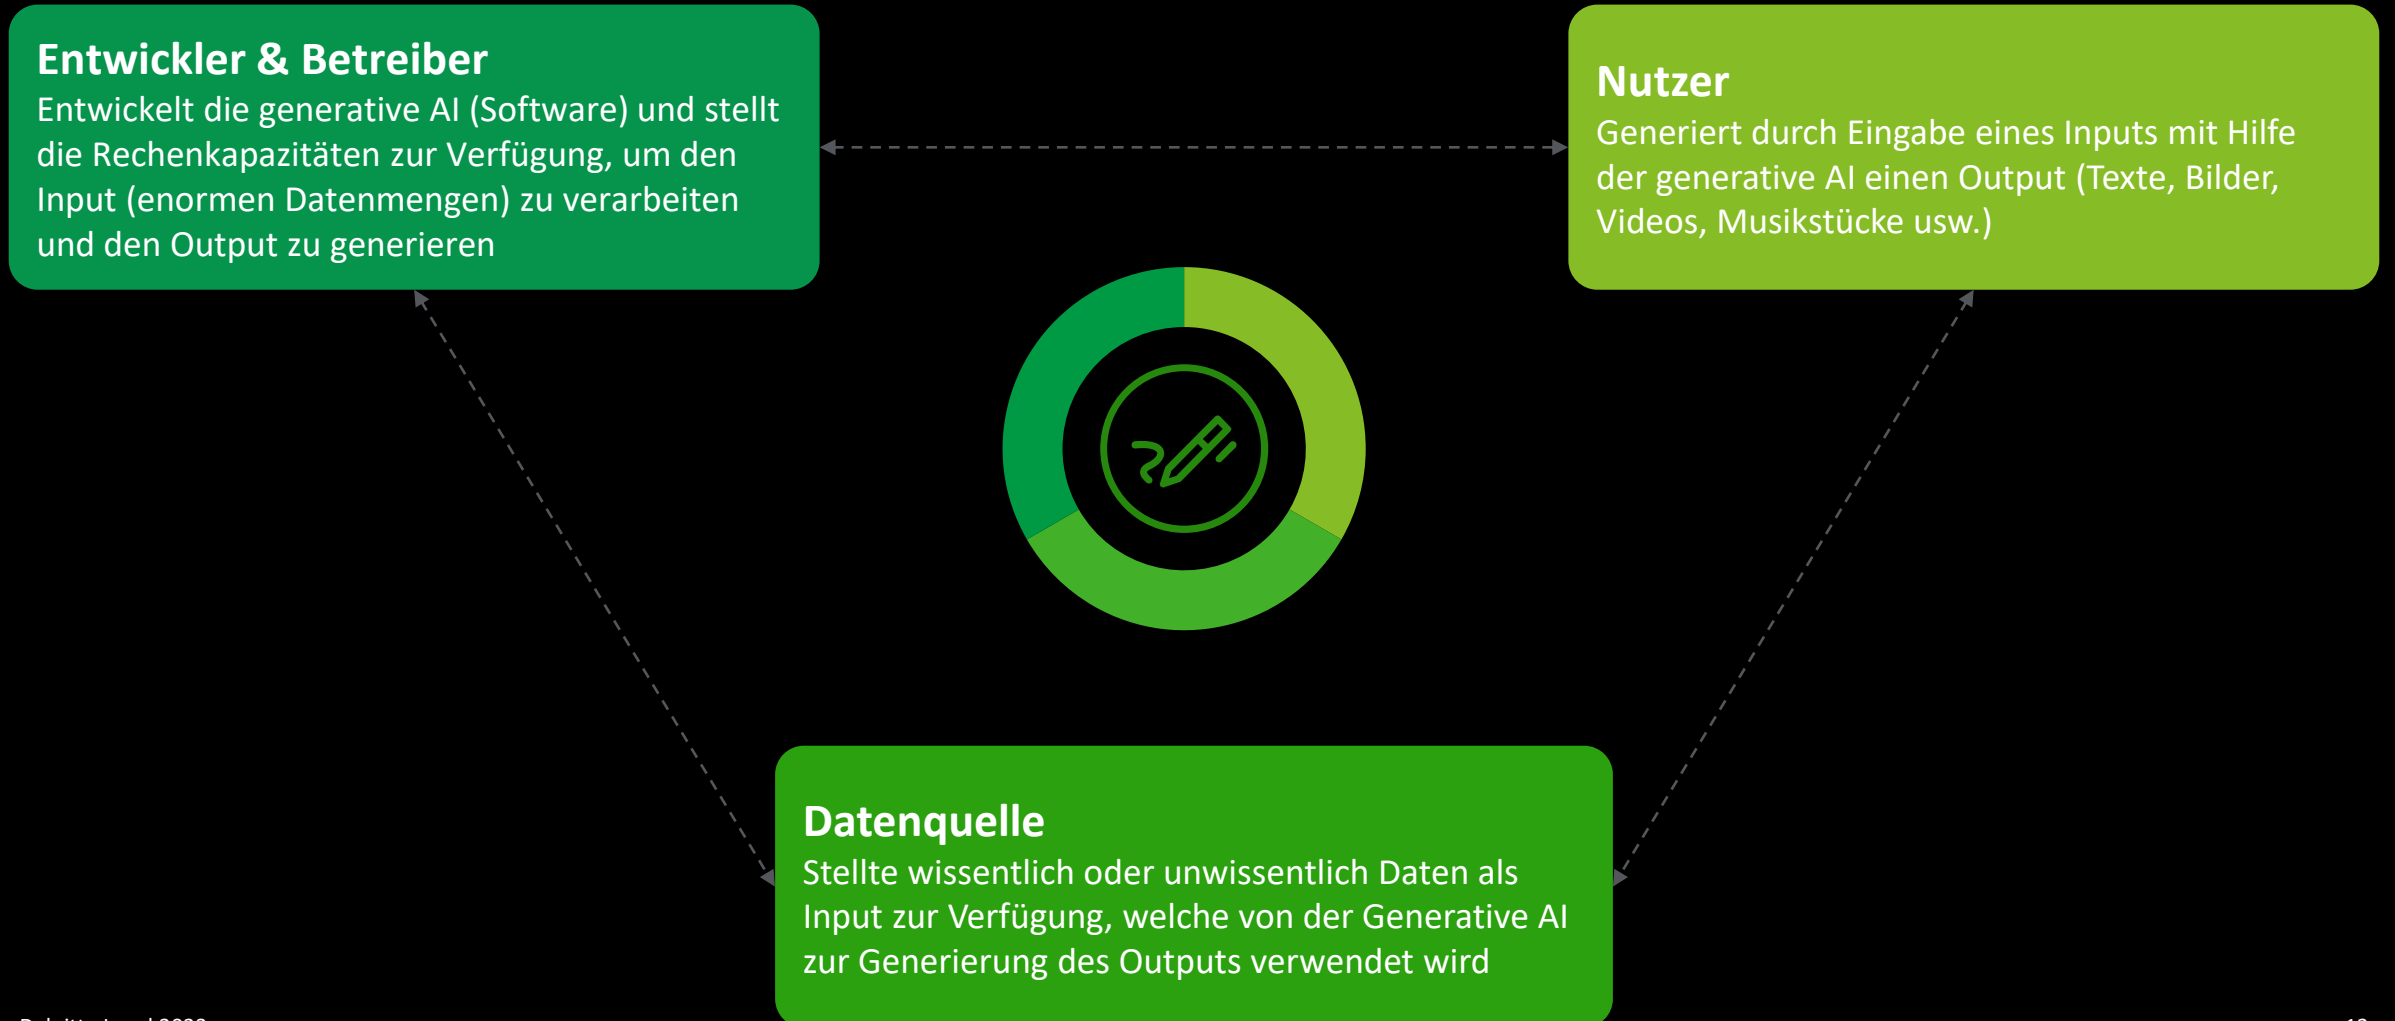 Entwickler & Betreiber
Entwickelt die generative AI (Software) und stellt
die Rechenkapazitäten zur Verfügung, um den
Input (enormen Datenmengen) zu verarbeiten
und den Output zu generieren
Nutzer
Generiert durch Eingabe eines Inputs mit Hilfe
der generative AI einen Output (Texte, Bilder,
Videos, Musikstücke usw.)
Datenquelle
Stellte wissentlich oder unwissentlich Daten als
Input zur Verfügung, welche von der Generative AI
zur Generierung des Outputs verwendet wird